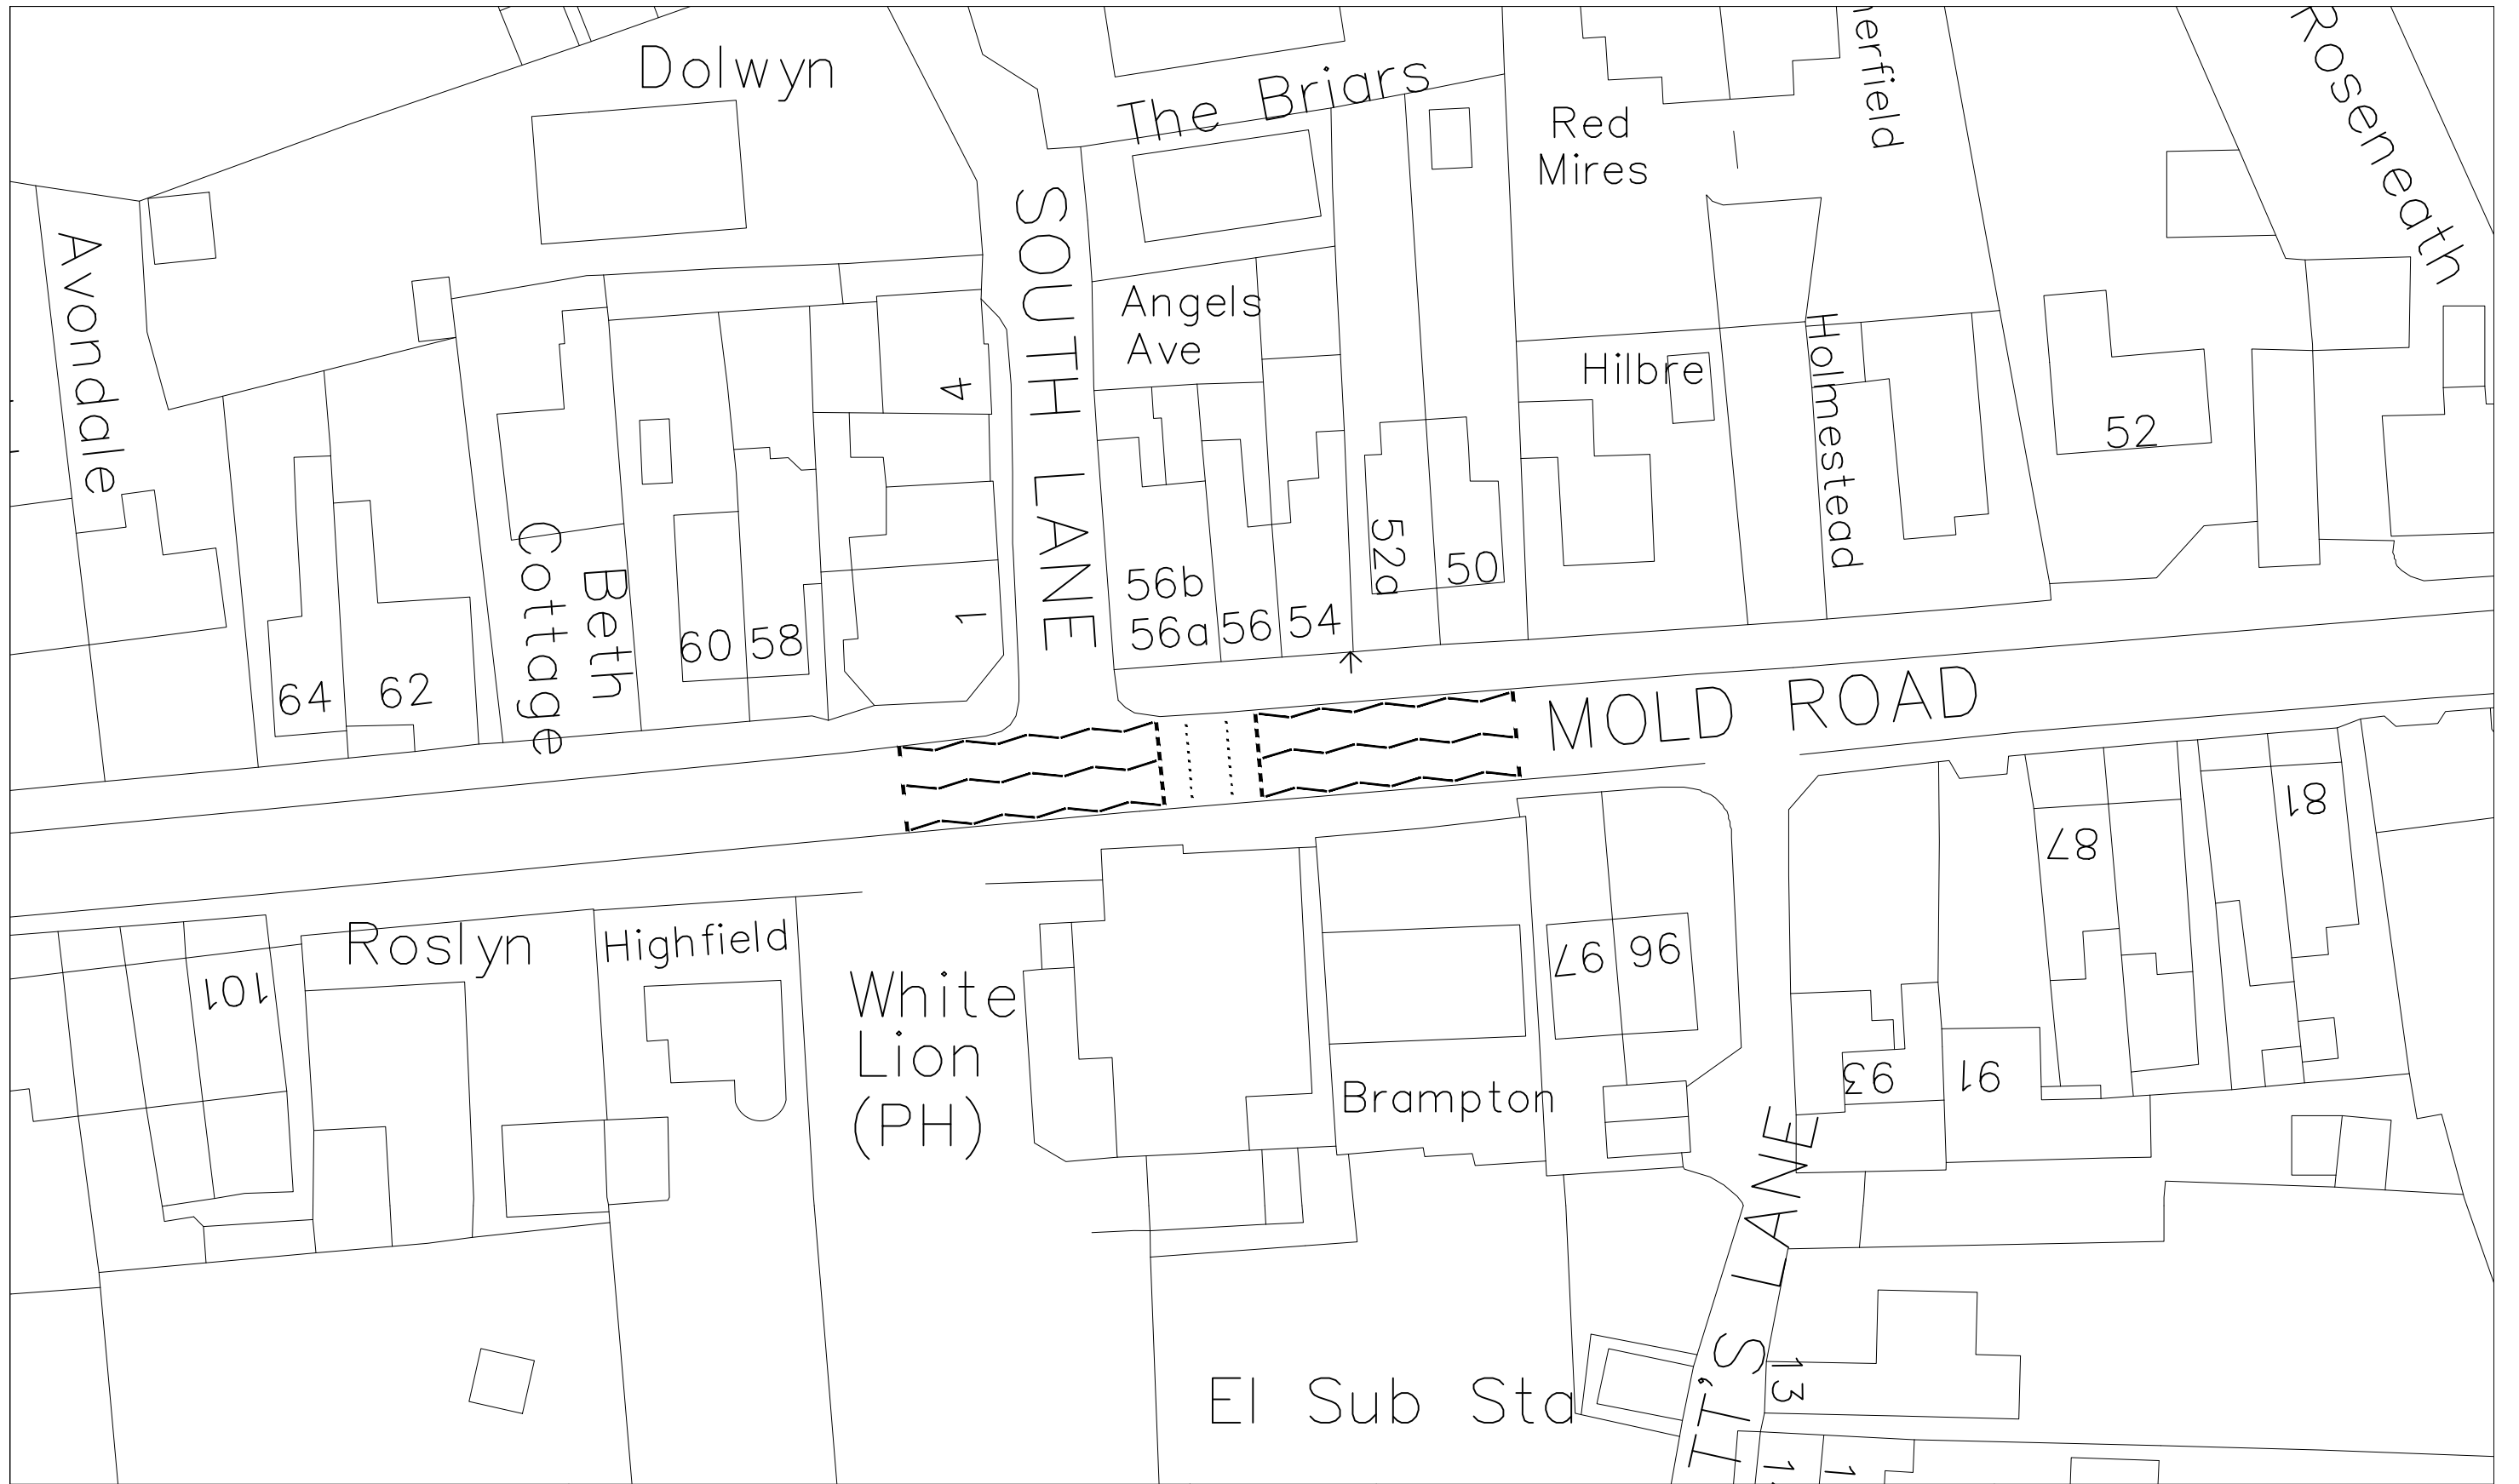 Dolwyn
The Briars
erfield
Roseneath
Red
Mires
Avondale
SOUTH LANE
Angels
Ave
Hilbre
Holmestead
4
52
52a
50
56b
56a
56
54
1
Beth
Cottage
60
58
64
62
MOLD ROAD
81
87
Roslyn
Highfield
101
White
Lion
(PH)
97
96
93
91
Brampton
El Sub Sta
13